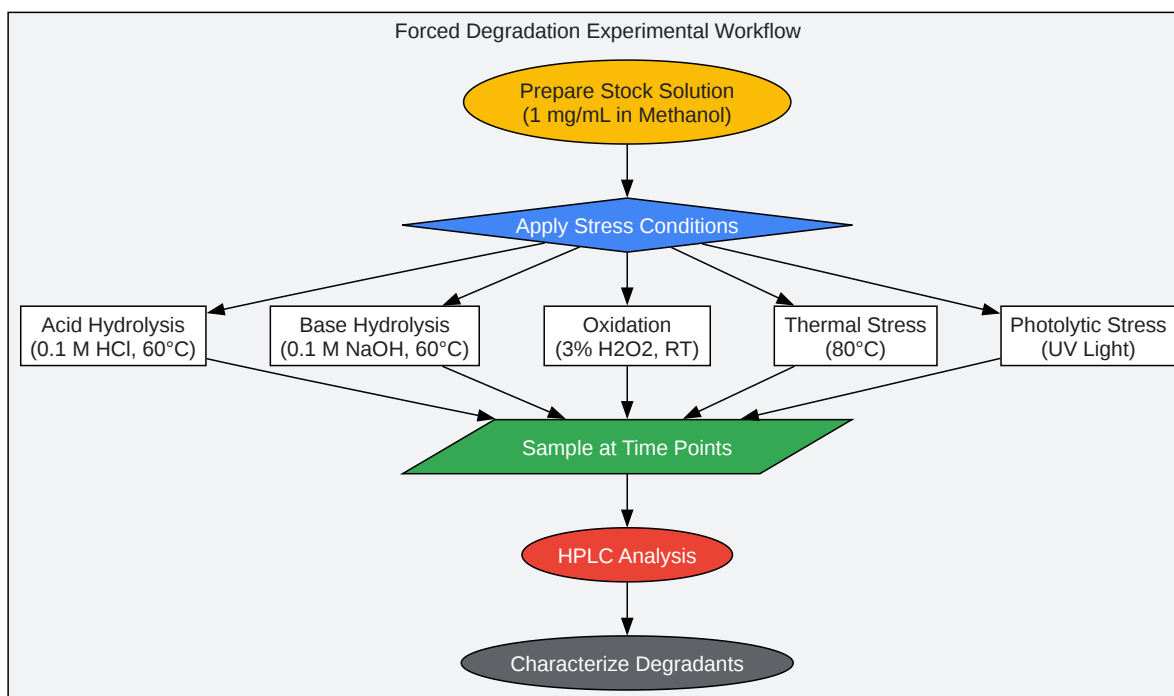 Forced Degradation Experimental Workflow
Prepare Stock Solution
(1 mg/mL in Methanol)
Apply Stress Conditions
Acid Hydrolysis
(0.1 M HCl, 60°C)
Base Hydrolysis
(0.1 M NaOH, 60°C)
Oxidation
(3% H2O2, RT)
Thermal Stress
(80°C)
Photolytic Stress
(UV Light)
Sample at Time Points
HPLC Analysis
Characterize Degradants